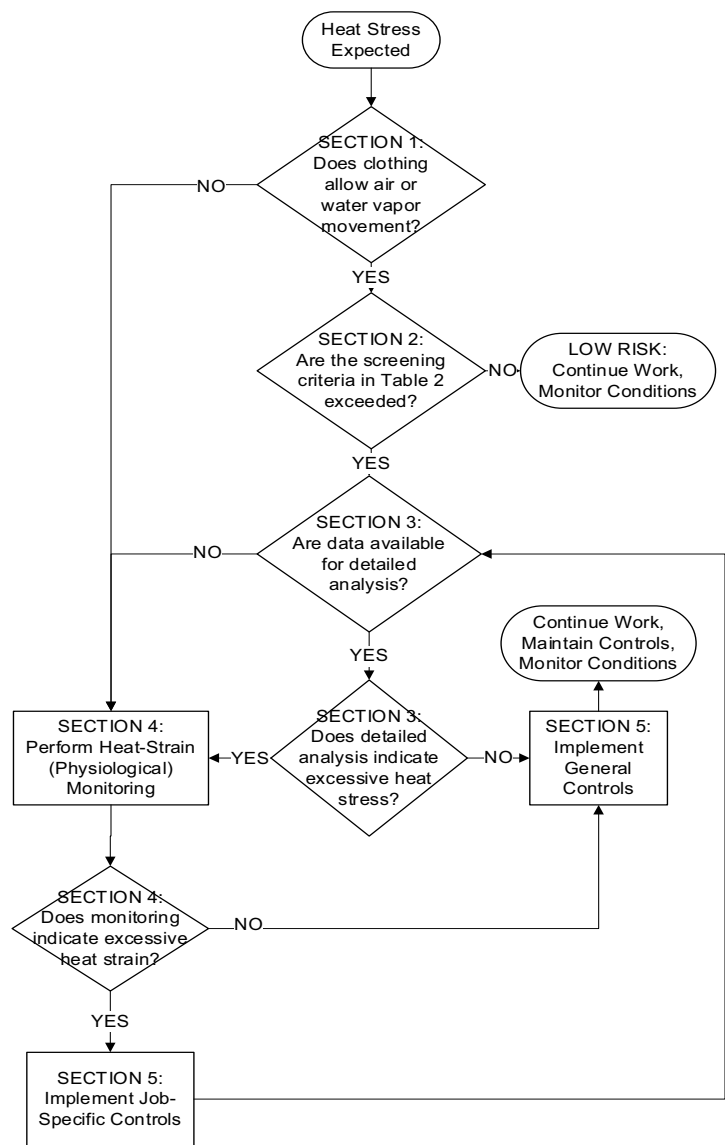 Heat Stress
Expected
SECTION 1:
Does clothing
allow air or
water vapor
movement?
NO
YES
SECTION 2:
Are the screening
criteria in Table 2
exceeded?
NO
LOW RISK:
Continue Work,
Monitor Conditions
YES
SECTION 3:
Are data available
for detailed
analysis?
NO
YES
Continue Work,
Maintain Controls,
Monitor Conditions
SECTION 3:
Does detailed
analysis indicate
excessive heat
stress?
YES
NO
SECTION 4:
Perform Heat-Strain
(Physiological)
Monitoring
SECTION 5:
Implement
General
Controls
SECTION 4:
Does monitoring
indicate excessive
heat strain?
NO
YES
SECTION 5:
Implement Job-
Specific Controls